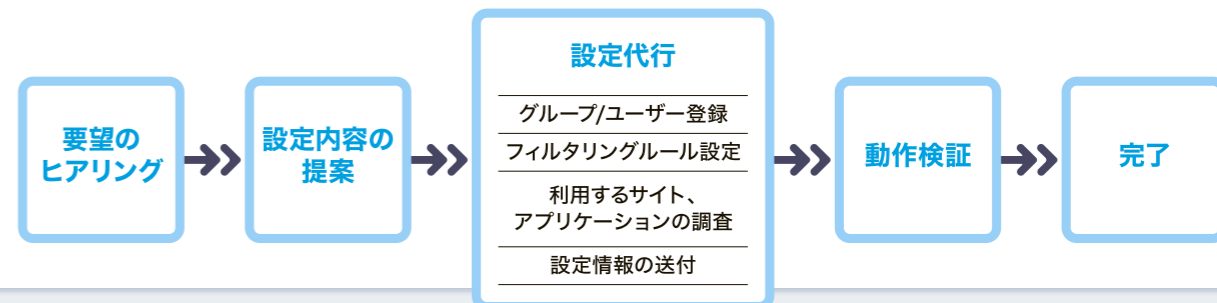 要望の
ヒアリング
設定内容の
提案
設定代行
グループ/ユーザー登録
フィルタリングルール設定
利用するサイト、
アプリケーションの調査
設定情報の送付
動作検証
完了